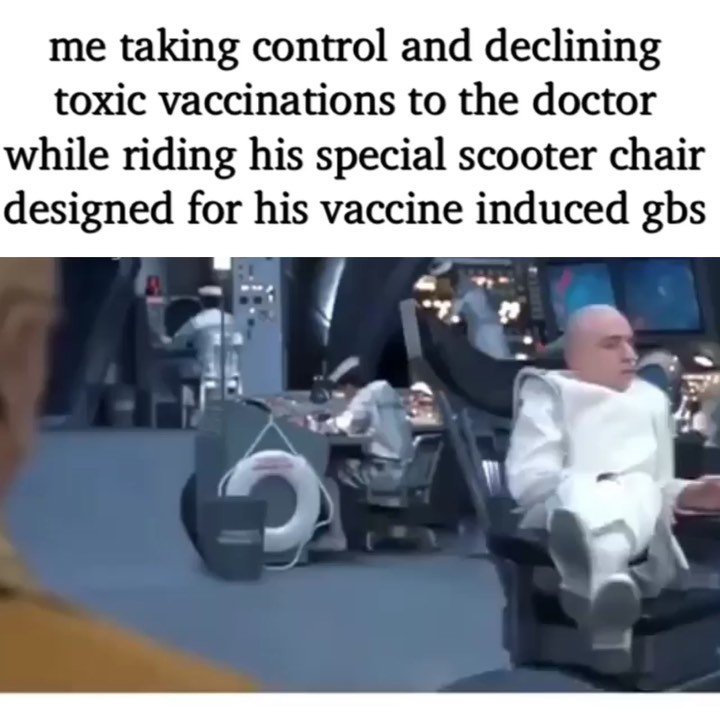 me taking control and declining
toxic vaccinations to the doctor
while riding his special scooter chair
designed for his vaccine induced gbs